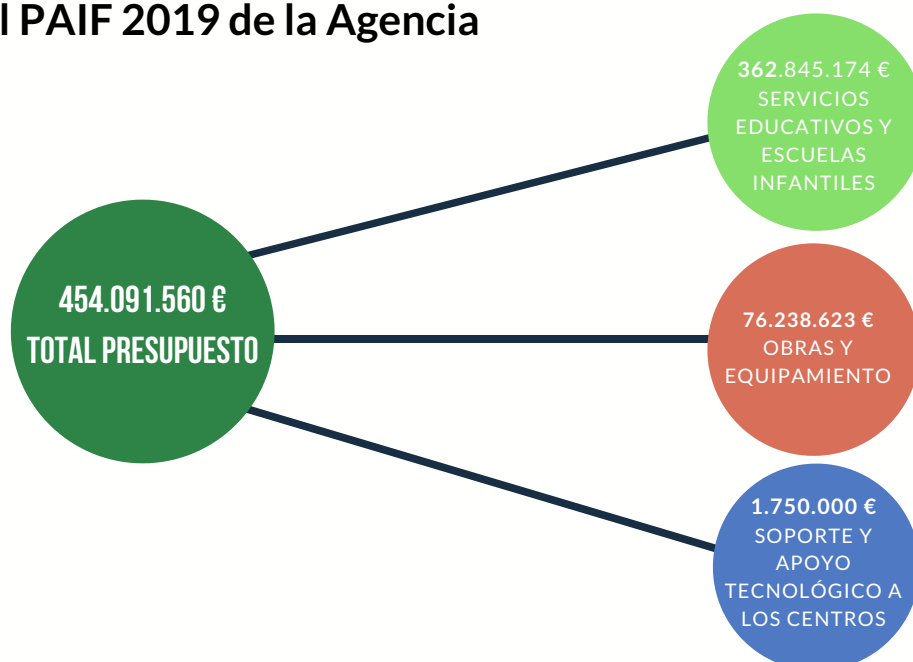 l PAIF 2019 de la Agencia
454.091.560 €
TOTAL PRESUPUESTO
362.845.174 €
SERVICIOS
EDUCATIVOS Y
ESCUELAS
INFANTILES
76.238.623 €
OBRAS Y
EQUIPAMIENTO
1.750.000 €
SOPORTE Y
APOYO
TECNOLÓGICO A
LOS CENTROS